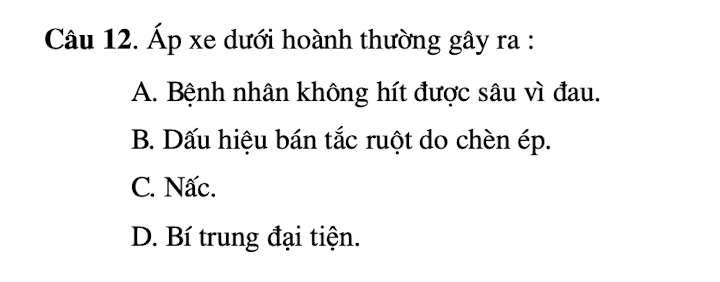 Câu 12. Áp xe dưới hoành thường gây ra :
A. Bệnh nhân không hít được sâu vì đau.
B. Dấu hiệu bán tắc ruột do chèn ép.
C. Nấc.
D. Bí trung đại tiện.